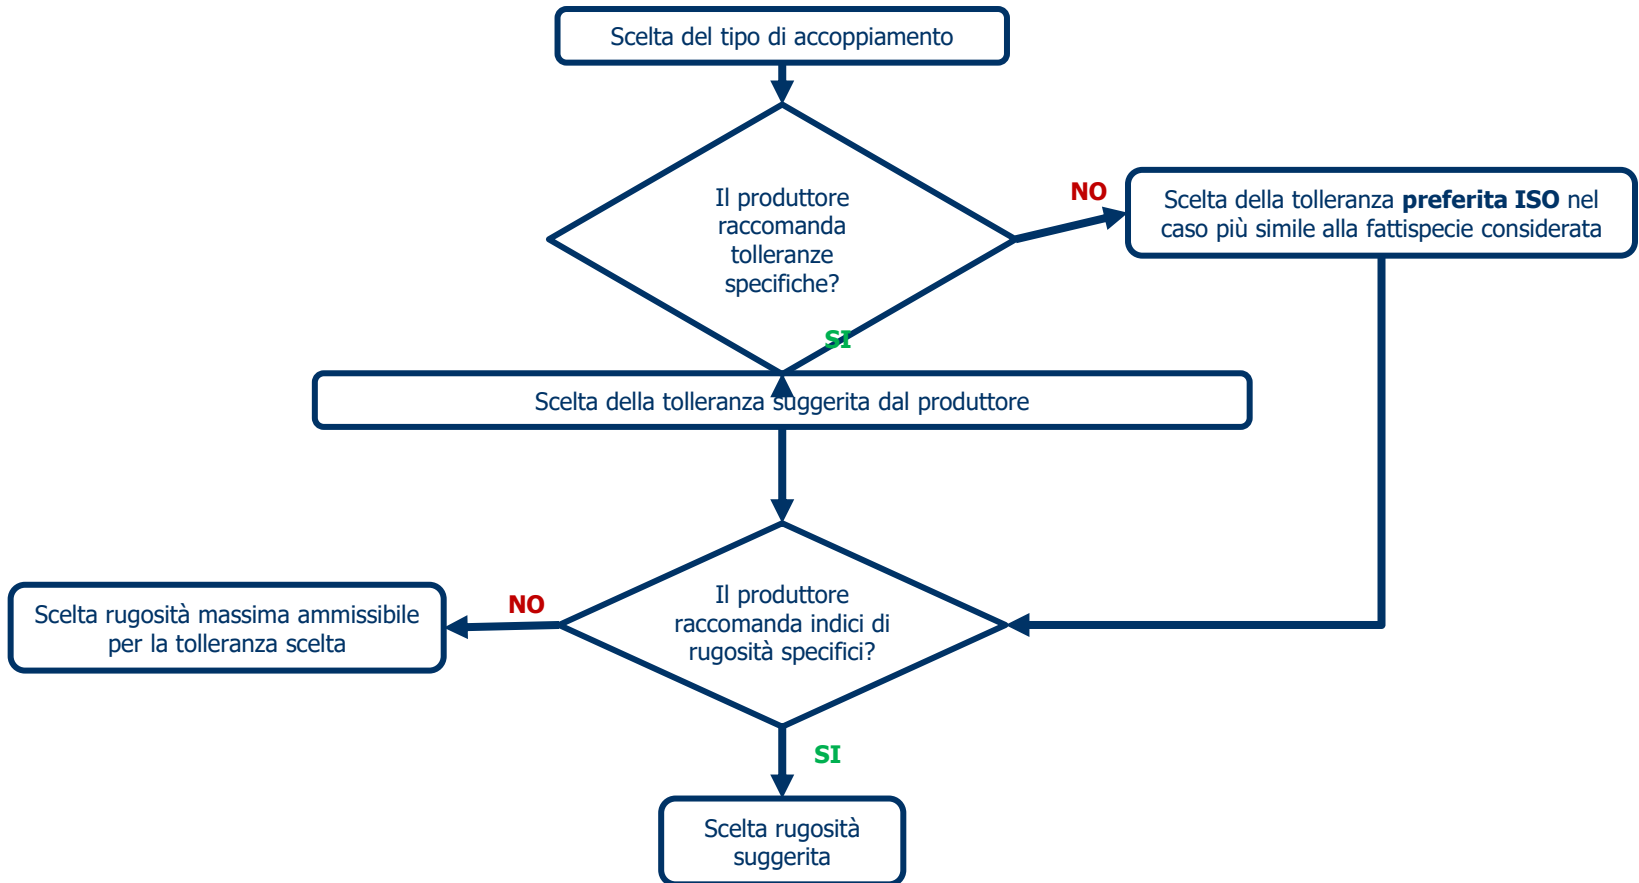 Scelta del tipo di accoppiamento
Il produttore
raccomanda
tolleranze
specifiche?
NO
Scelta della tolleranza preferita ISO nel
caso più simile alla fattispecie considerata
SI
Scelta della tolleranza suggerita dal produttore
Il produttore
raccomanda indici di
rugosità specifici?
NO
Scelta rugosità massima ammissibile
per la tolleranza scelta
SI
Scelta rugosità
suggerita